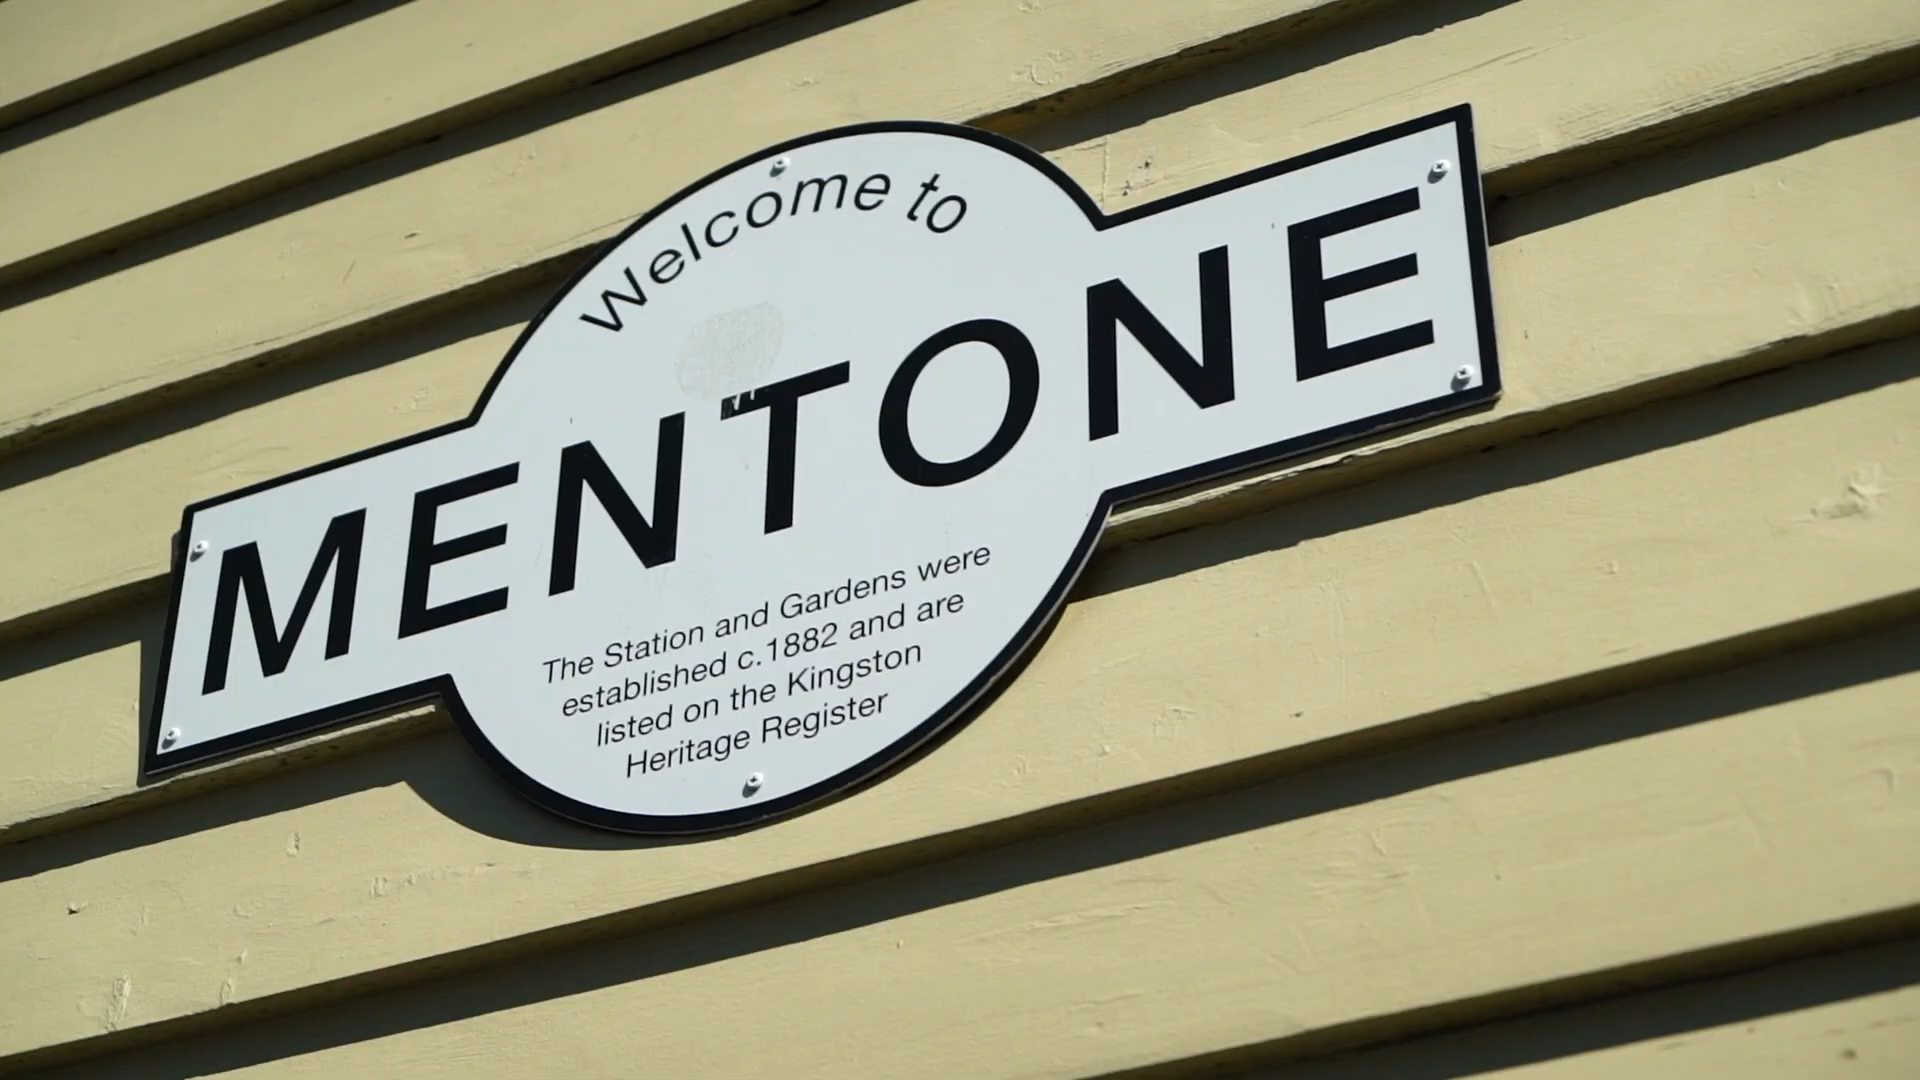 Welcome to
MENTONE
The Station and Gardens were
established c.1882 and are
listed on the Kingston
Heritage Register